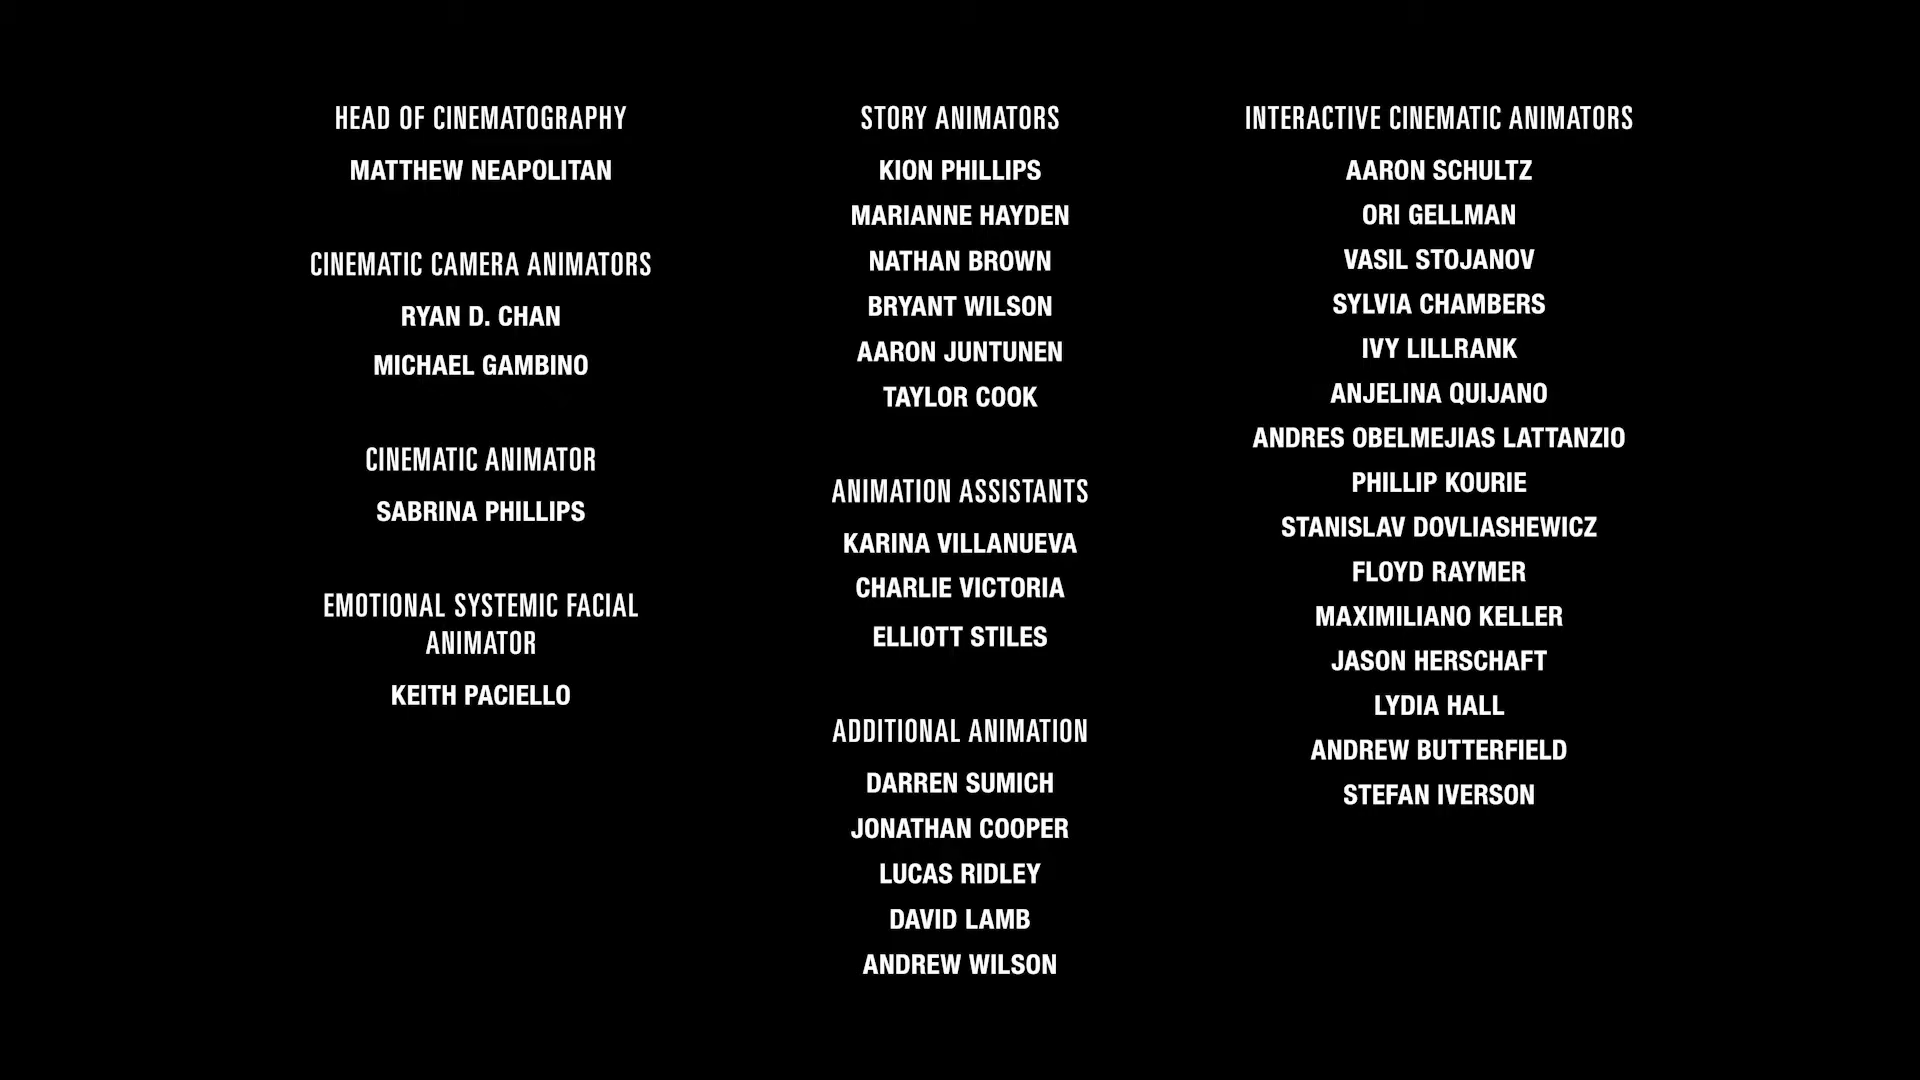 HEAD OF CINEMATOGRAPHY
MATTHEW NEAPOLITAN
CINEMATIC CAMERA ANIMATORS
RYAN D. CHAN
MICHAEL GAMBINO
CINEMATIC ANIMATOR
SABRINA PHILLIPS
EMOTIONAL SYSTEMIC FACIAL
ANIMATOR
KEITH PACIELLO
STORY ANIMATORS
KION PHILLIPS
MARIANNE HAYDEN
NATHAN BROWN
BRYANT WILSON
AARON JUNTUNEN
TAYLOR COOK
ANIMATION ASSISTANTS
KARINA VILLANUEVA
CHARLIE VICTORIA
ELLIOTT STILES
ADDITIONAL ANIMATION
DARREN SUMICH
JONATHAN COOPER
LUCAS RIDLEY
DAVID LAMB
ANDREW WILSON
INTERACTIVE CINEMATIC ANIMATORS
AARON SCHULTZ
ORI GELLMAN
VASIL STOJANOV
SYLVIA CHAMBERS
IVY LILLRANK
ANJELINA QUIJANO
ANDRES OBELMEJIAS LATTANZIO
PHILLIP KOURIE
STANISLAV DOVLIASHEWICZ
FLOYD RAYMER
MAXIMILIANO KELLER
JASON HERSCHAFT
LYDIA HALL
ANDREW BUTTERFIELD
STEFAN IVERSON